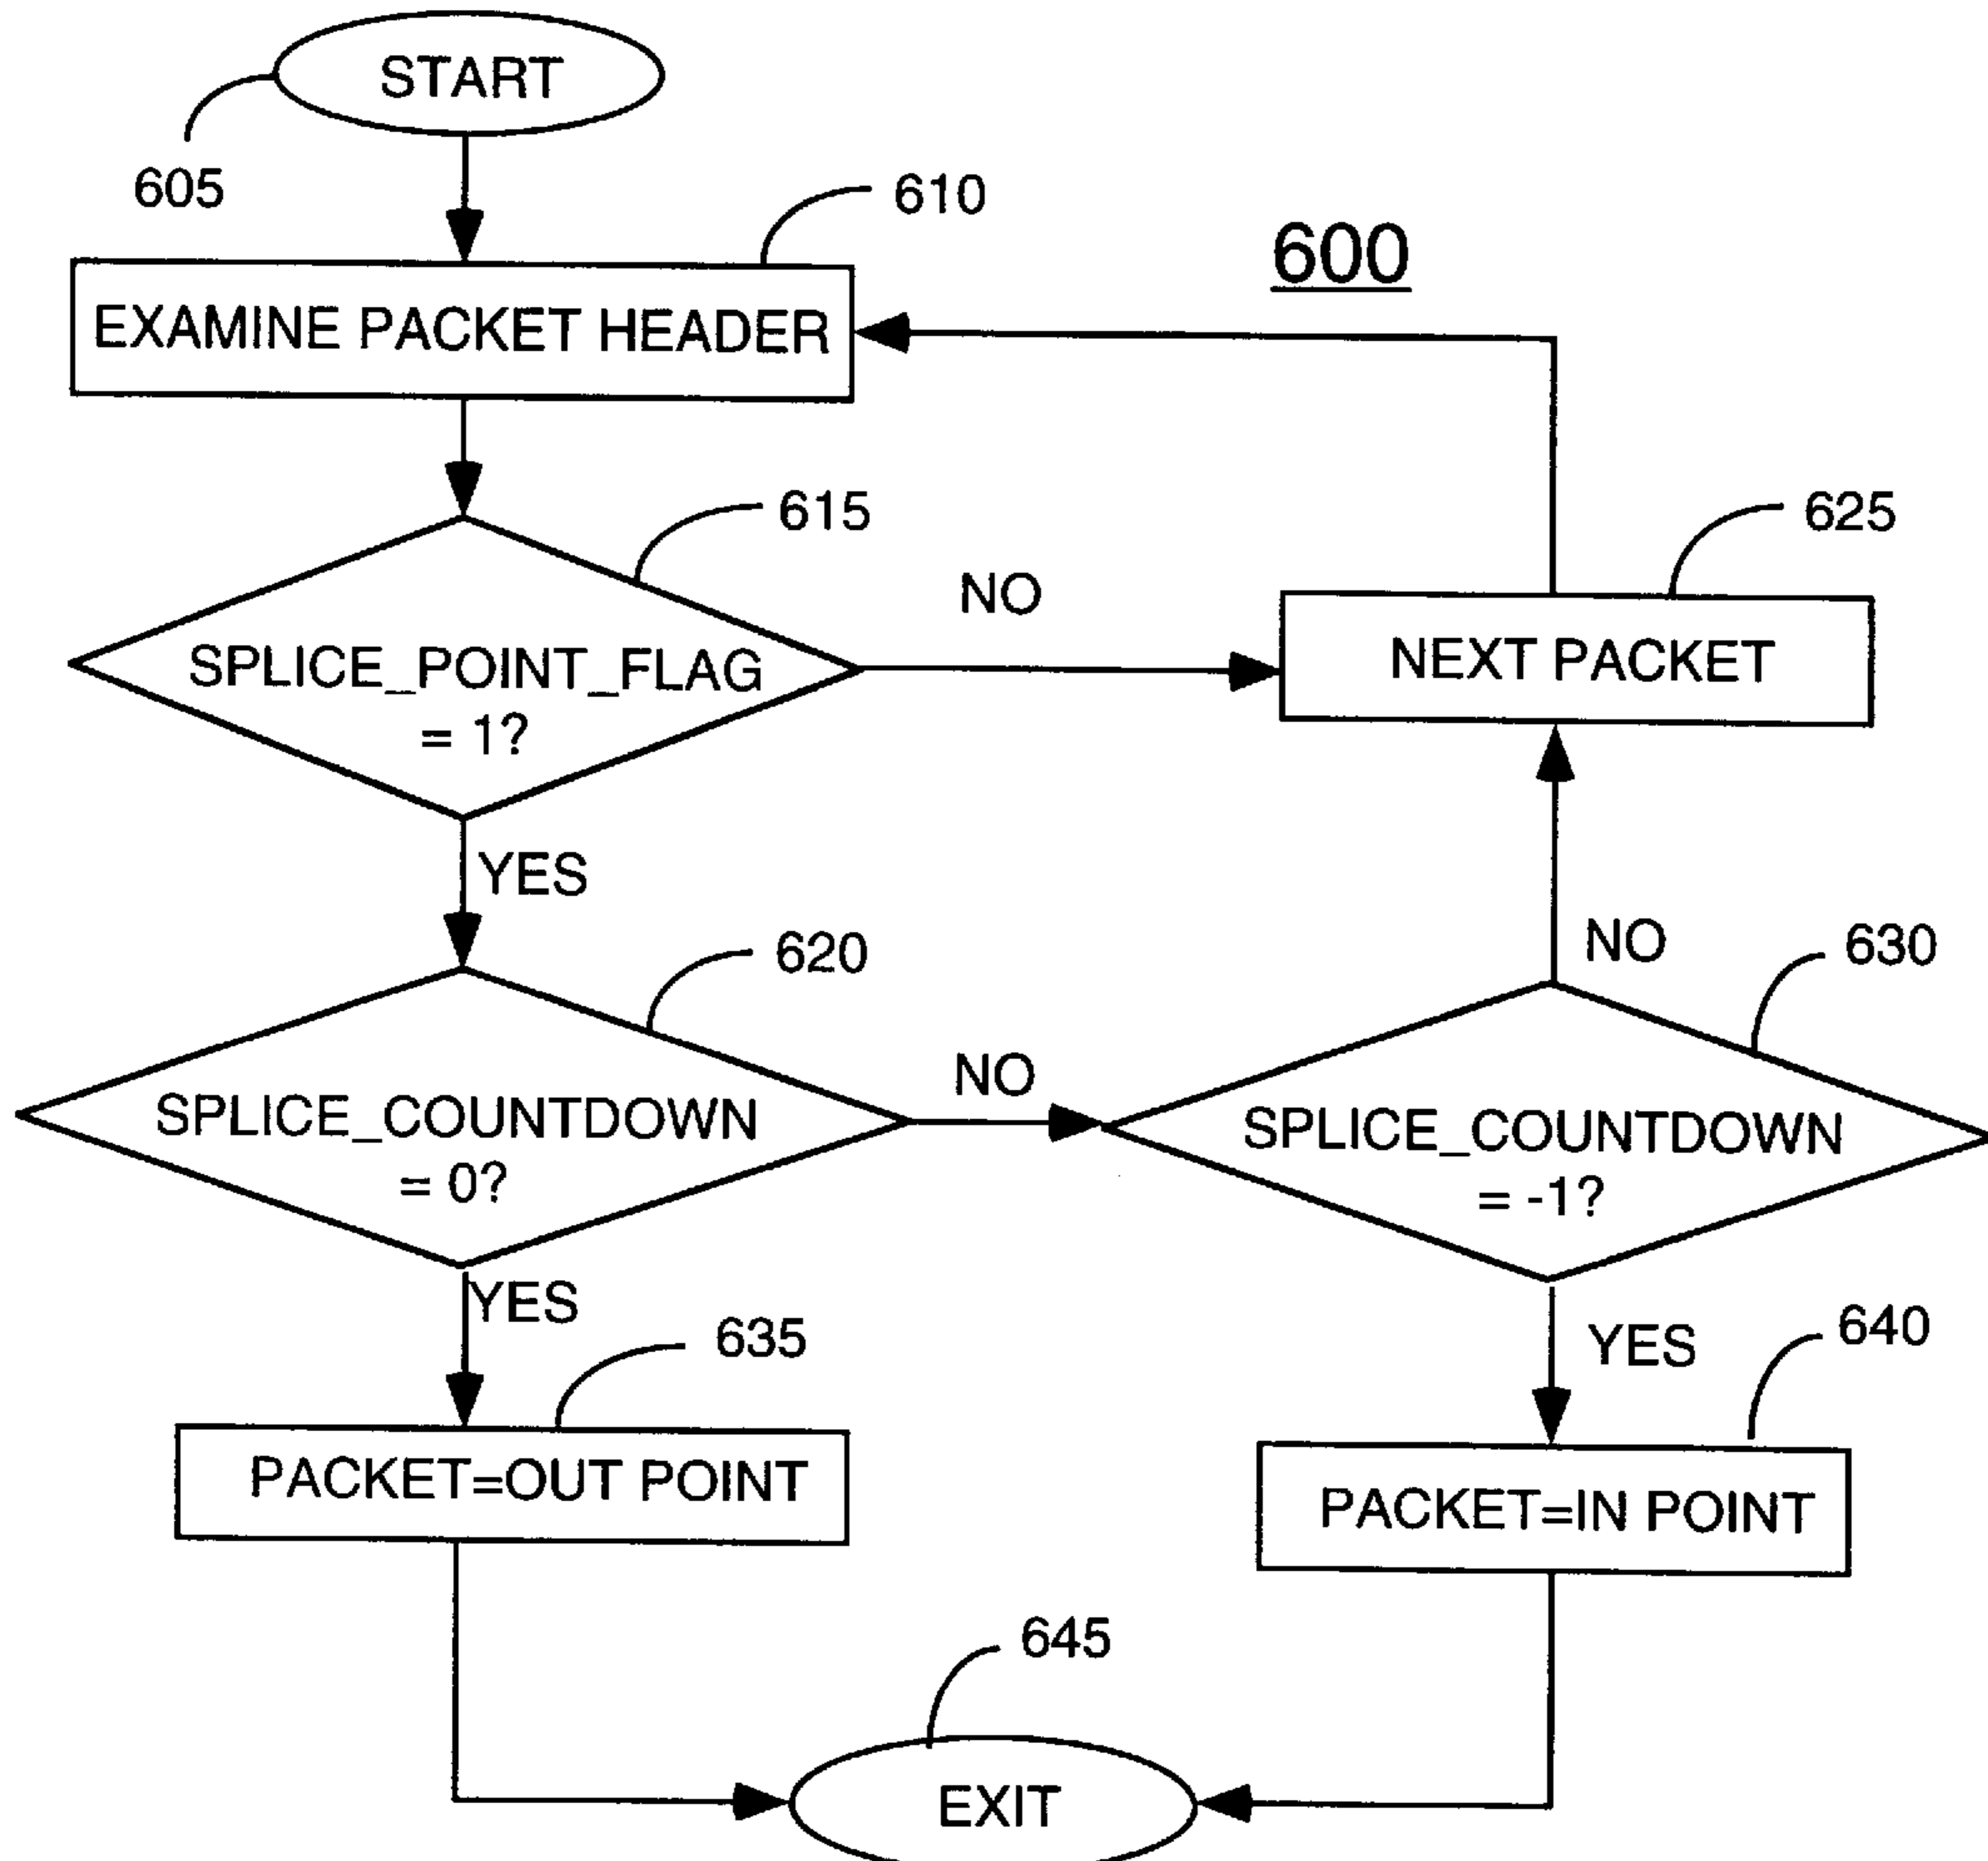 START
605
610
600
EXAMINE PACKET HEADER
615
625
NO
SPLICE_POINT_FLAG
= 1?
NEXT PACKET
YES
620
NO
630
NO
SPLICE_COUNTDOWN
= 0?
SPLICE_COUNTDOWN
= -1?
YES
635
YES
640
PACKET=OUT POINT
PACKET=IN POINT
645
EXIT